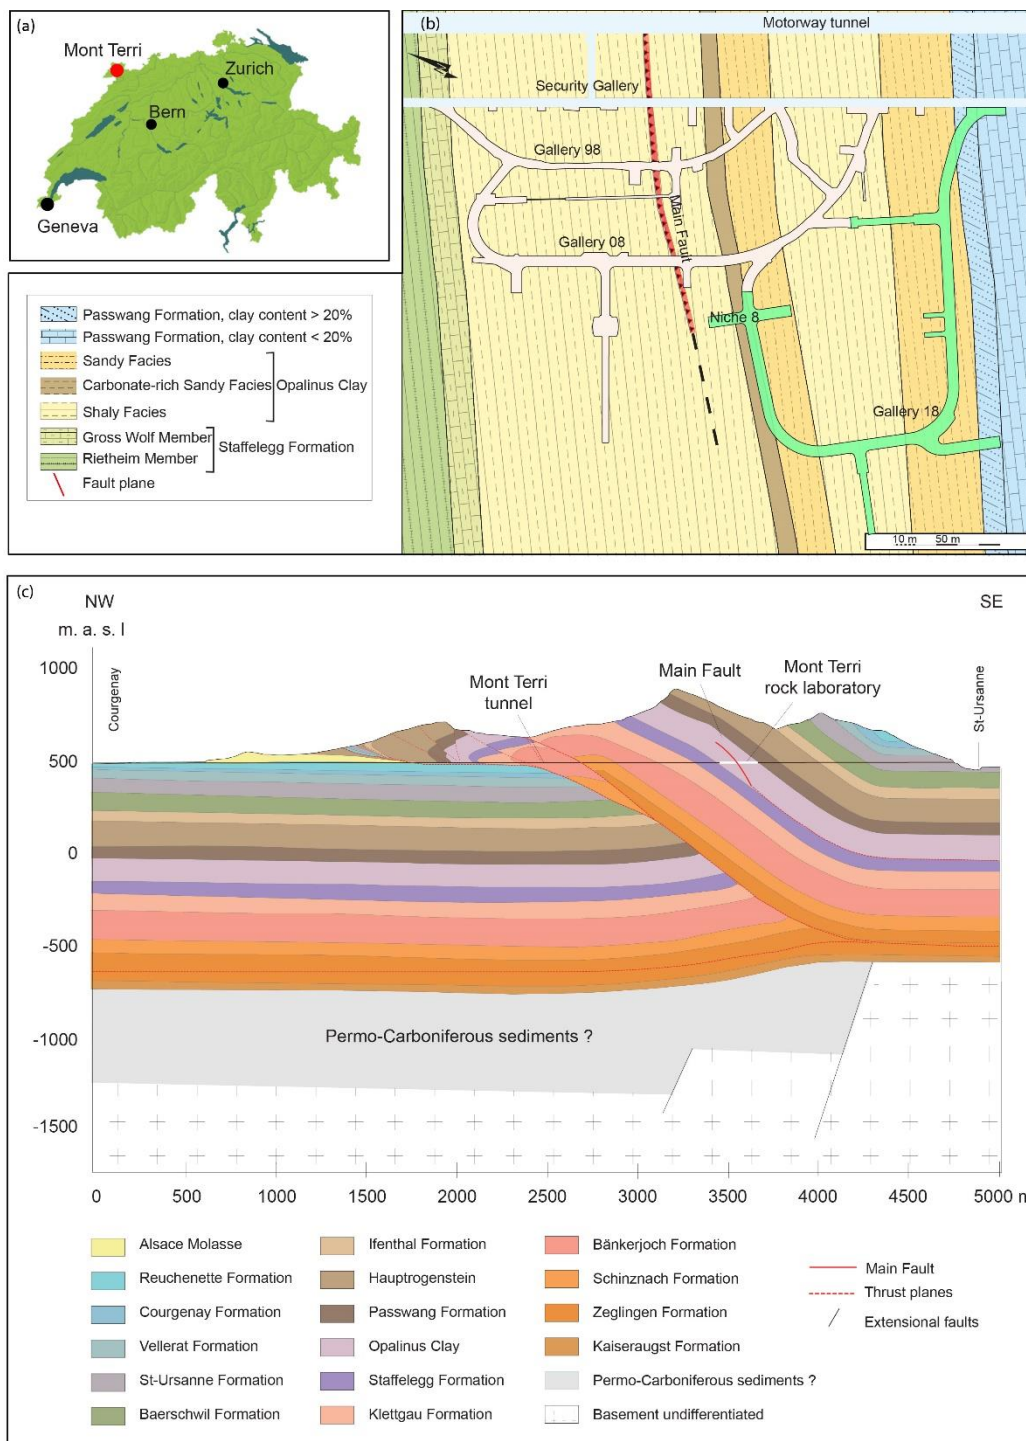 (a)
Mont Terri
Zurich
Bern
Geneva
(b)
Motorway tunnel
Security Gallery
Gallery 98
Main Fault
Gallery 08
Niche 8
Gallery 18
10 m 50 m
Passwang Formation, clay content > 20%
Passwang Formation, clay content < 20%
Sandy Facies
Carbonate-rich Sandy Facies
Opalinus Clay
Shaly Facies
Gross Wolf Member
Staffelegg Formation
Rietheim Member
Fault plane
(c)
NW
SE
m. a. s. l
1000
500
0
-500
-1000
-1500
Courgenay
Mont Terri
tunnel
Main Fault
Mont Terri
rock laboratory
St-Ursanne
Permo-Carboniferous sediments ?
0 500 1000 1500 2000 2500 3000 3500 4000 4500 5000 m
Alsace Molasse
Reuchenette Formation
Courgenay Formation
Vellerat Formation
St-Ursanne Formation
Baerschwil Formation
Ifenthal Formation
Hauptrogenstein
Passwang Formation
Opalinus Clay
Staffelegg Formation
Klettgau Formation
Bänkerjoch Formation
Schinznach Formation
Zeglingen Formation
Kaiseraugst Formation
Permo-Carboniferous sediments ?
Basement undifferentiated
Main Fault
Thrust planes
Extensional faults